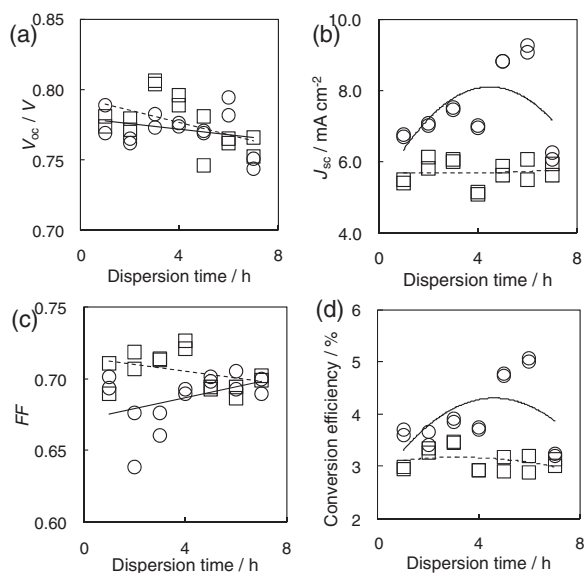 (a)
V_oc / V
0.85
0.80
0.75
0.70
0 4 8
Dispersion time / h
(b)
J_sc / mA cm^-2
10.0
8.0
6.0
4.0
0 4 8
Dispersion time / h
(c)
FF
0.75
0.70
0.65
0.60
0 4 8
Dispersion time / h
(d)
Conversion efficiency / %
6
5
4
3
2
0 4 8
Dispersion time / h